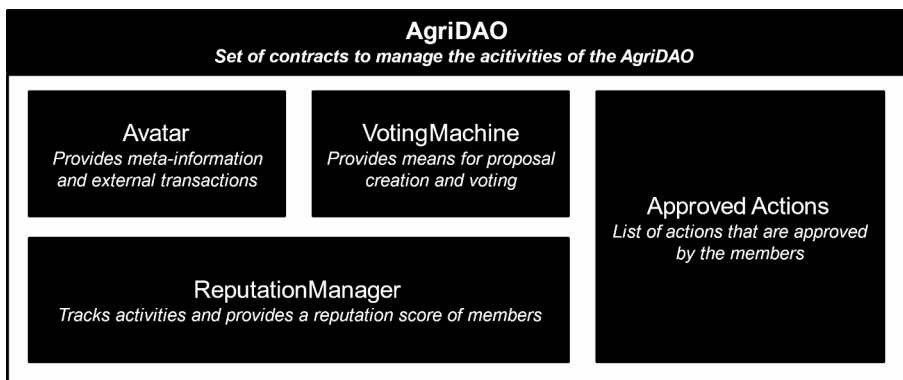 AgriDAO
Set of contracts to manage the acitivities of the AgriDAO
Avatar
Provides meta-information
and external transactions
VotingMachine
Provides means for proposal
creation and voting
Approved Actions
List of actions that are approved
by the members
ReputationManager
Tracks activities and provides a reputation score of members